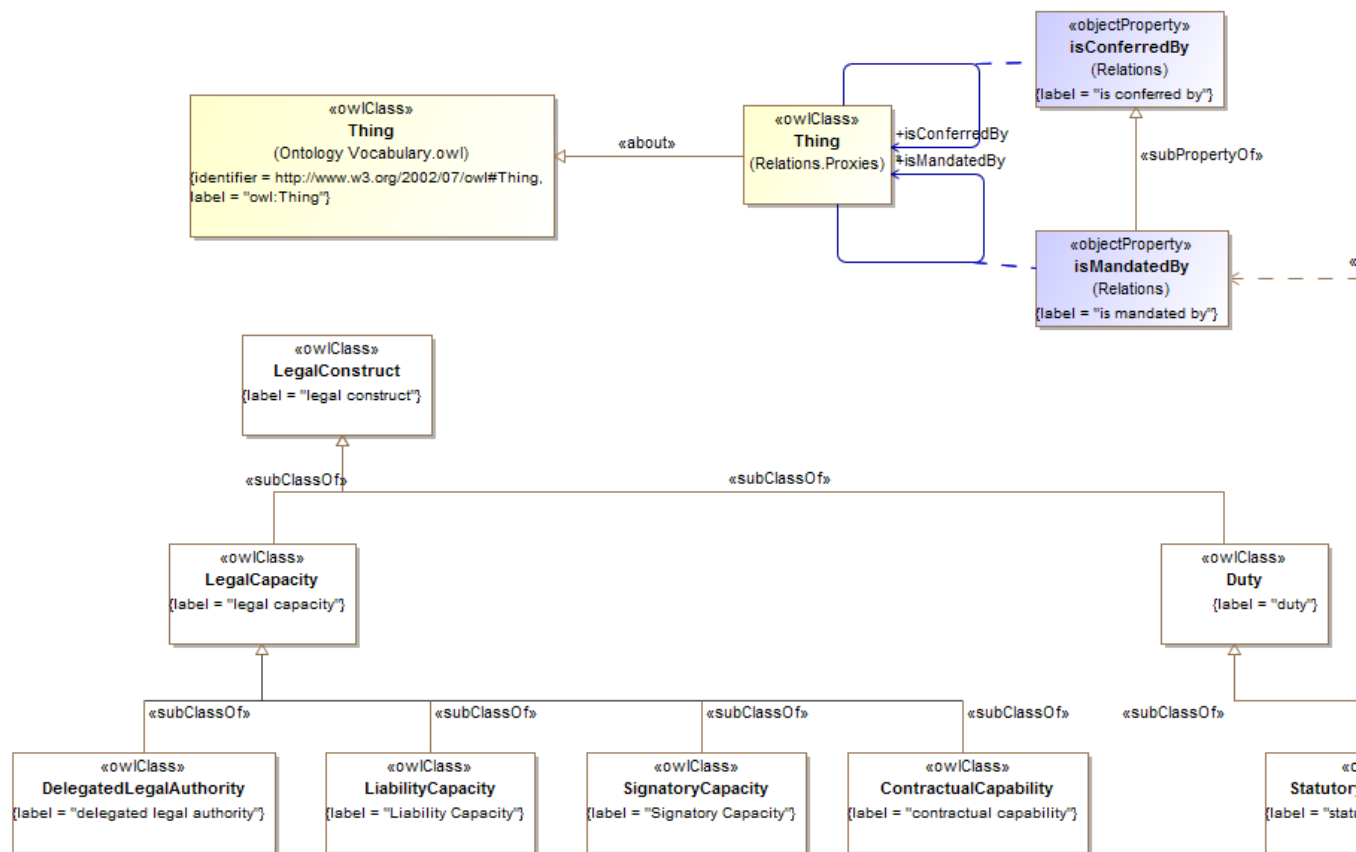 «objectProperty»
isConferredBy
(Relations)
{label = "is conferred by"}
«owlClass»
Thing
(Ontology Vocabulary.owl)
{identifier = http://www.w3.org/2002/07/owl#Thing,
label = "owl:Thing"}
«about»
«owlClass»
Thing
(Relations.Proxies)
+isConferredBy
+isMandatedBy
«subPropertyOf»
«objectProperty»
isMandatedBy
(Relations)
{label = "is mandated by"}
«owlClass»
LegalConstruct
{label = "legal construct"}
«subClassOf»
«subClassOf»
«owlClass»
LegalCapacity
{label = "legal capacity"}
«owlClass»
Duty
{label = "duty"}
«subClassOf»
«subClassOf»
«subClassOf»
«subClassOf»
«subClassOf»
«owlClass»
DelegatedLegalAuthority
{label = "delegated legal authority"}
«owlClass»
LiabilityCapacity
{label = "Liability Capacity"}
«owlClass»
SignatoryCapacity
{label = "Signatory Capacity"}
«owlClass»
ContractualCapability
{label = "contractual capability"}
Statutory
{label =